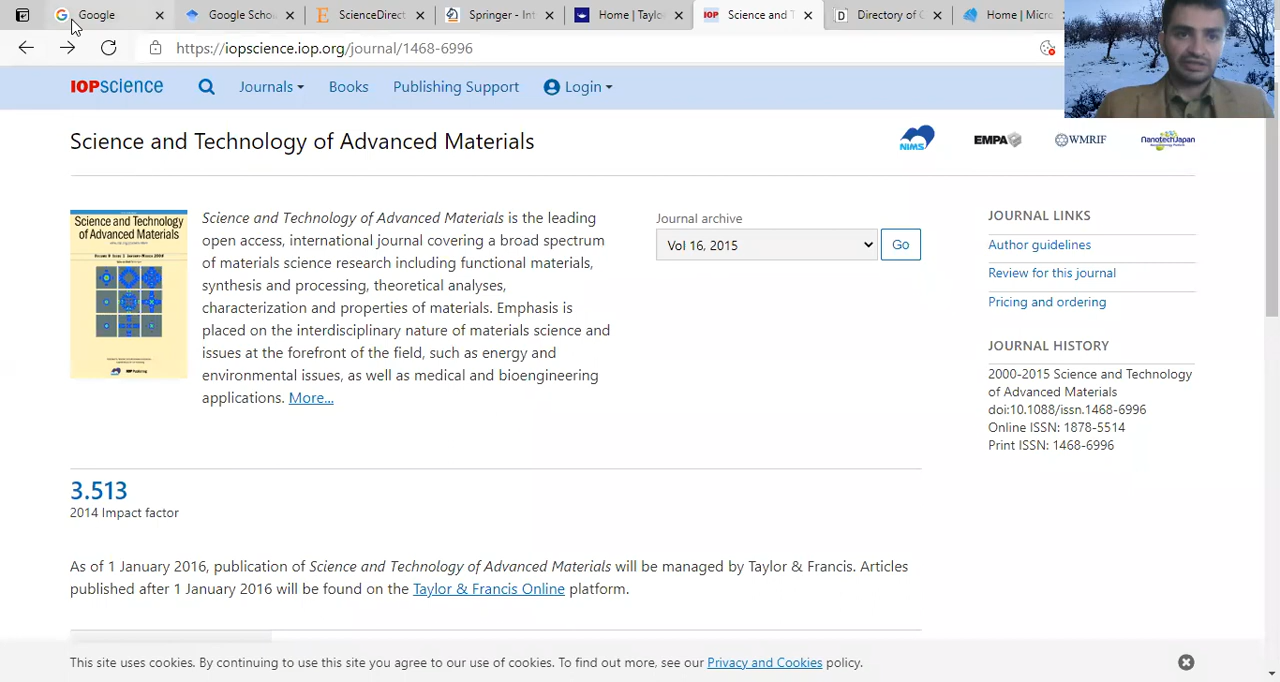 Google
Google Scho
ScienceDirect
Springer - Int
Home | Taylo
IOP
Science and T
Directory of O
Home | Micro
https://iopscience.iop.org/journal/1468-6996
IOPscience
Journals
Books
Publishing Support
Login
Science and Technology of Advanced Materials
NIMS
EMPA
WMRIF
NanotechJapan
Science and Technology
of Advanced Materials
Science and Technology of Advanced Materials is the leading
open access, international journal covering a broad spectrum
of materials science research including functional materials,
synthesis and processing, theoretical analyses,
characterization and properties of materials. Emphasis is
placed on the interdisciplinary nature of materials science and
issues at the forefront of the field, such as energy and
environmental issues, as well as medical and bioengineering
applications. More...
Journal archive
Vol 16, 2015
Go
JOURNAL LINKS
Author guidelines
Review for this journal
Pricing and ordering
JOURNAL HISTORY
2000-2015 Science and Technology
of Advanced Materials
doi:10.1088/issn.1468-6996
Online ISSN: 1878-5514
Print ISSN: 1468-6996
3.513
2014 Impact factor
As of 1 January 2016, publication of Science and Technology of Advanced Materials will be managed by Taylor & Francis. Articles
published after 1 January 2016 will be found on the Taylor & Francis Online platform.
This site uses cookies. By continuing to use this site you agree to our use of cookies. To find out more, see our Privacy and Cookies policy.